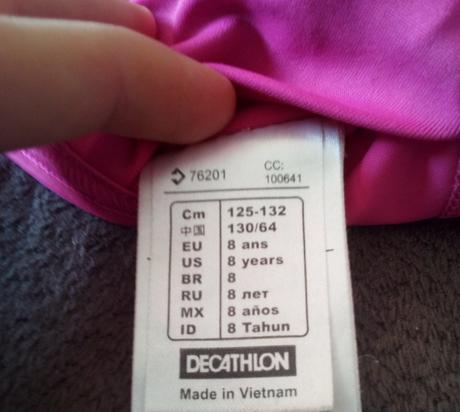 76201 CC:
100641
Cm 125-132
中国 130/64
EU 8 ans
US 8 years
BR 8
RU 8 лет
MX 8 años
ID 8 Tahun
DECATHLON
Made in Vietnam